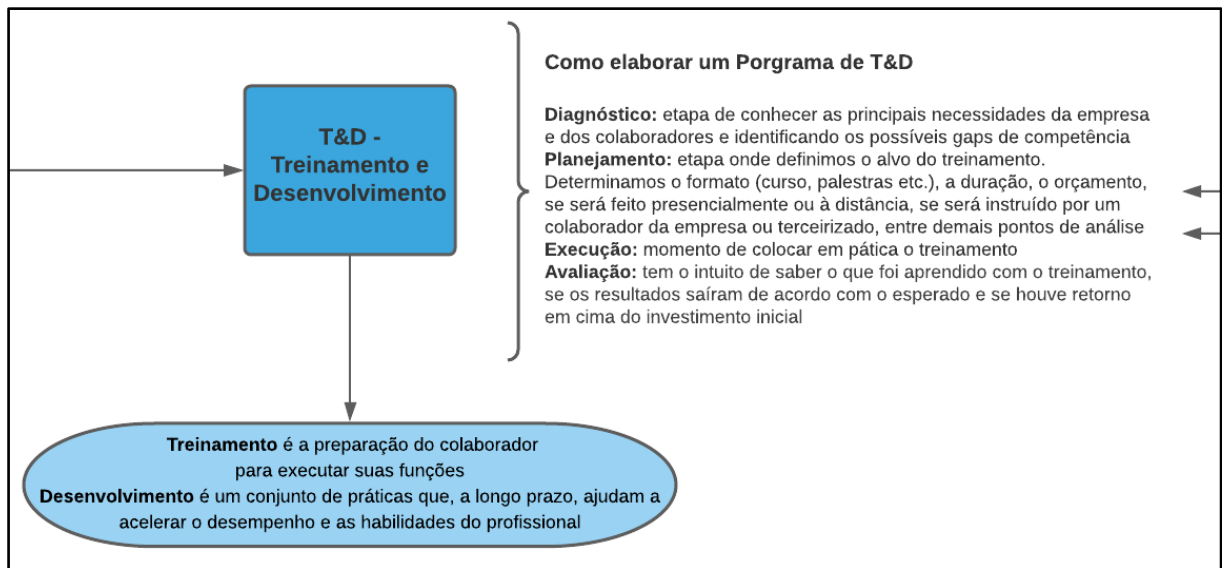 T&D -
Treinamento e
Desenvolvimento
Como elaborar um Porgrama de T&D
Diagnóstico: etapa de conhecer as principais necessidades da empresa
e dos colaboradores e identificando os possíveis gaps de competência
Planejamento: etapa onde definimos o alvo do treinamento.
Determinamos o formato (curso, palestras etc.), a duração, o orçamento,
se será feito presencialmente ou à distância, se será instruído por um
colaborador da empresa ou terceirizado, entre demais pontos de análise
Execução: momento de colocar em pática o treinamento
Avaliação: tem o intuito de saber o que foi aprendido com o treinamento,
se os resultados saíram de acordo com o esperado e se houve retorno
em cima do investimento inicial
Treinamento é a preparação do colaborador
para executar suas funções
Desenvolvimento é um conjunto de práticas que, a longo prazo, ajudam a
acelerar o desempenho e as habilidades do profissional